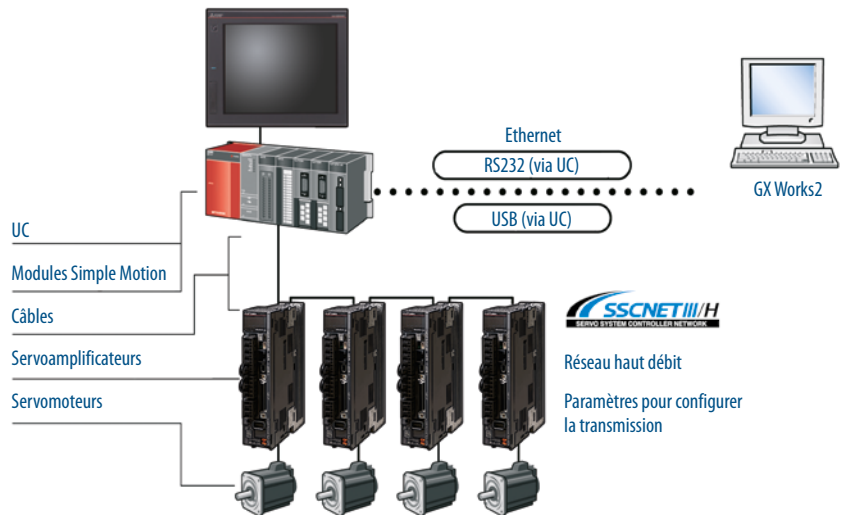 Ethernet
RS232 (via UC)
USB (via UC)
GX Works2
UC
Modules Simple Motion
Câbles
Servoamplificateurs
Servomoteurs
SSCNETIII/H
SERVO SYSTEM CONTROLLER NETWORK
Réseau haut débit
Paramètres pour configurer
la transmission